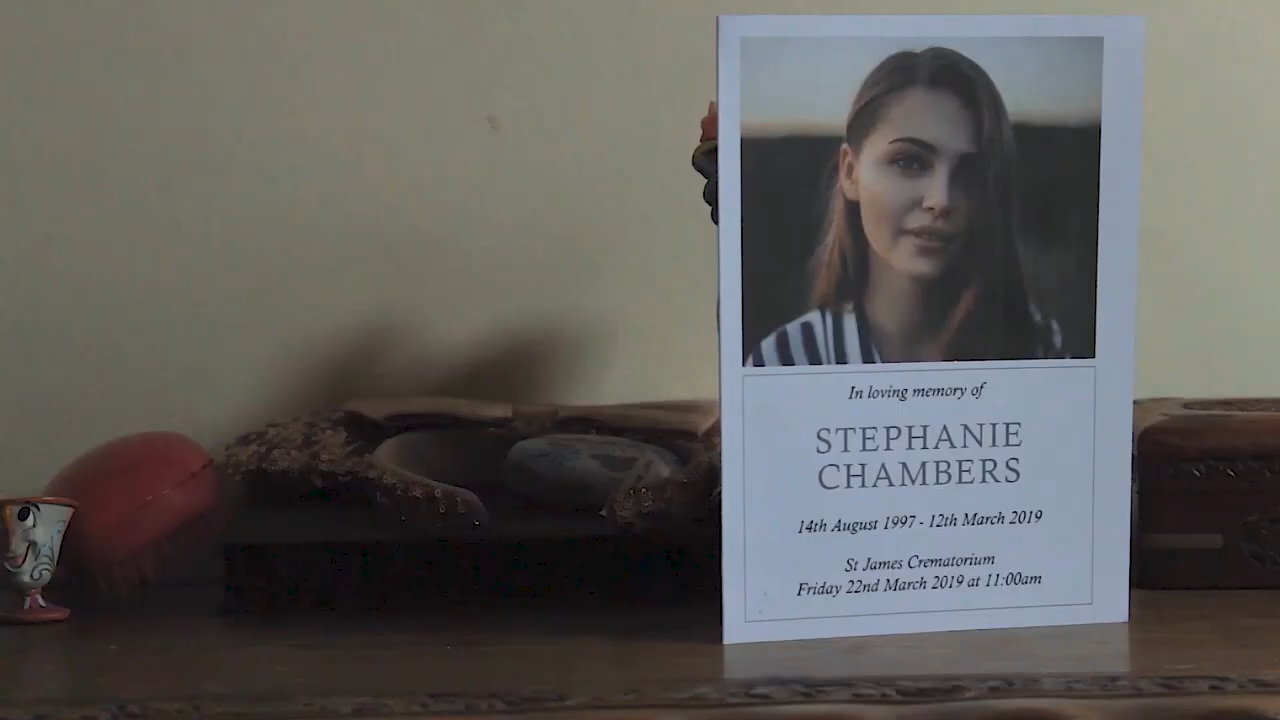 In loving memory of
STEPHANIE
CHAMBERS
14th August 1997 - 12th March 2019
St James Crematorium
Friday 22nd March 2019 at 11:00am